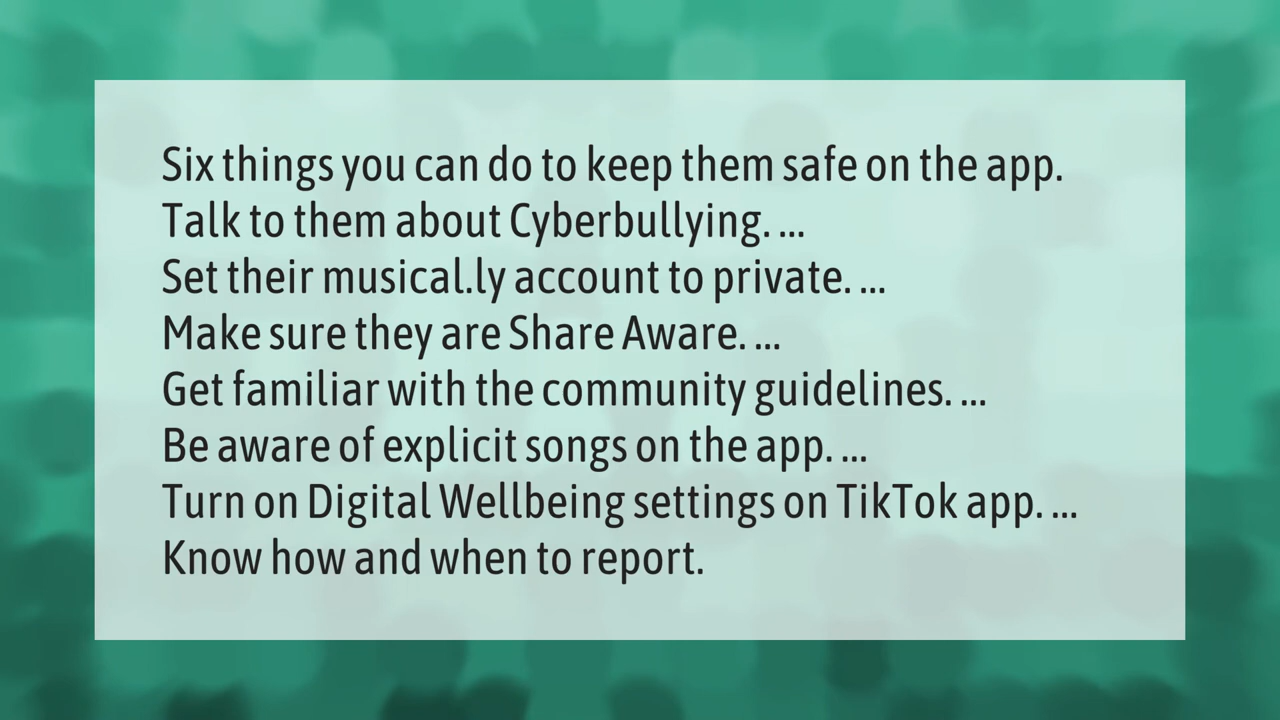 Six things you can do to keep them safe on the app.
Talk to them about Cyberbullying. ...
Set their musical.ly account to private. ...
Make sure they are Share Aware. ...
Get familiar with the community guidelines. ...
Be aware of explicit songs on the app. ...
Turn on Digital Wellbeing settings on TikTok app. ...
Know how and when to report.